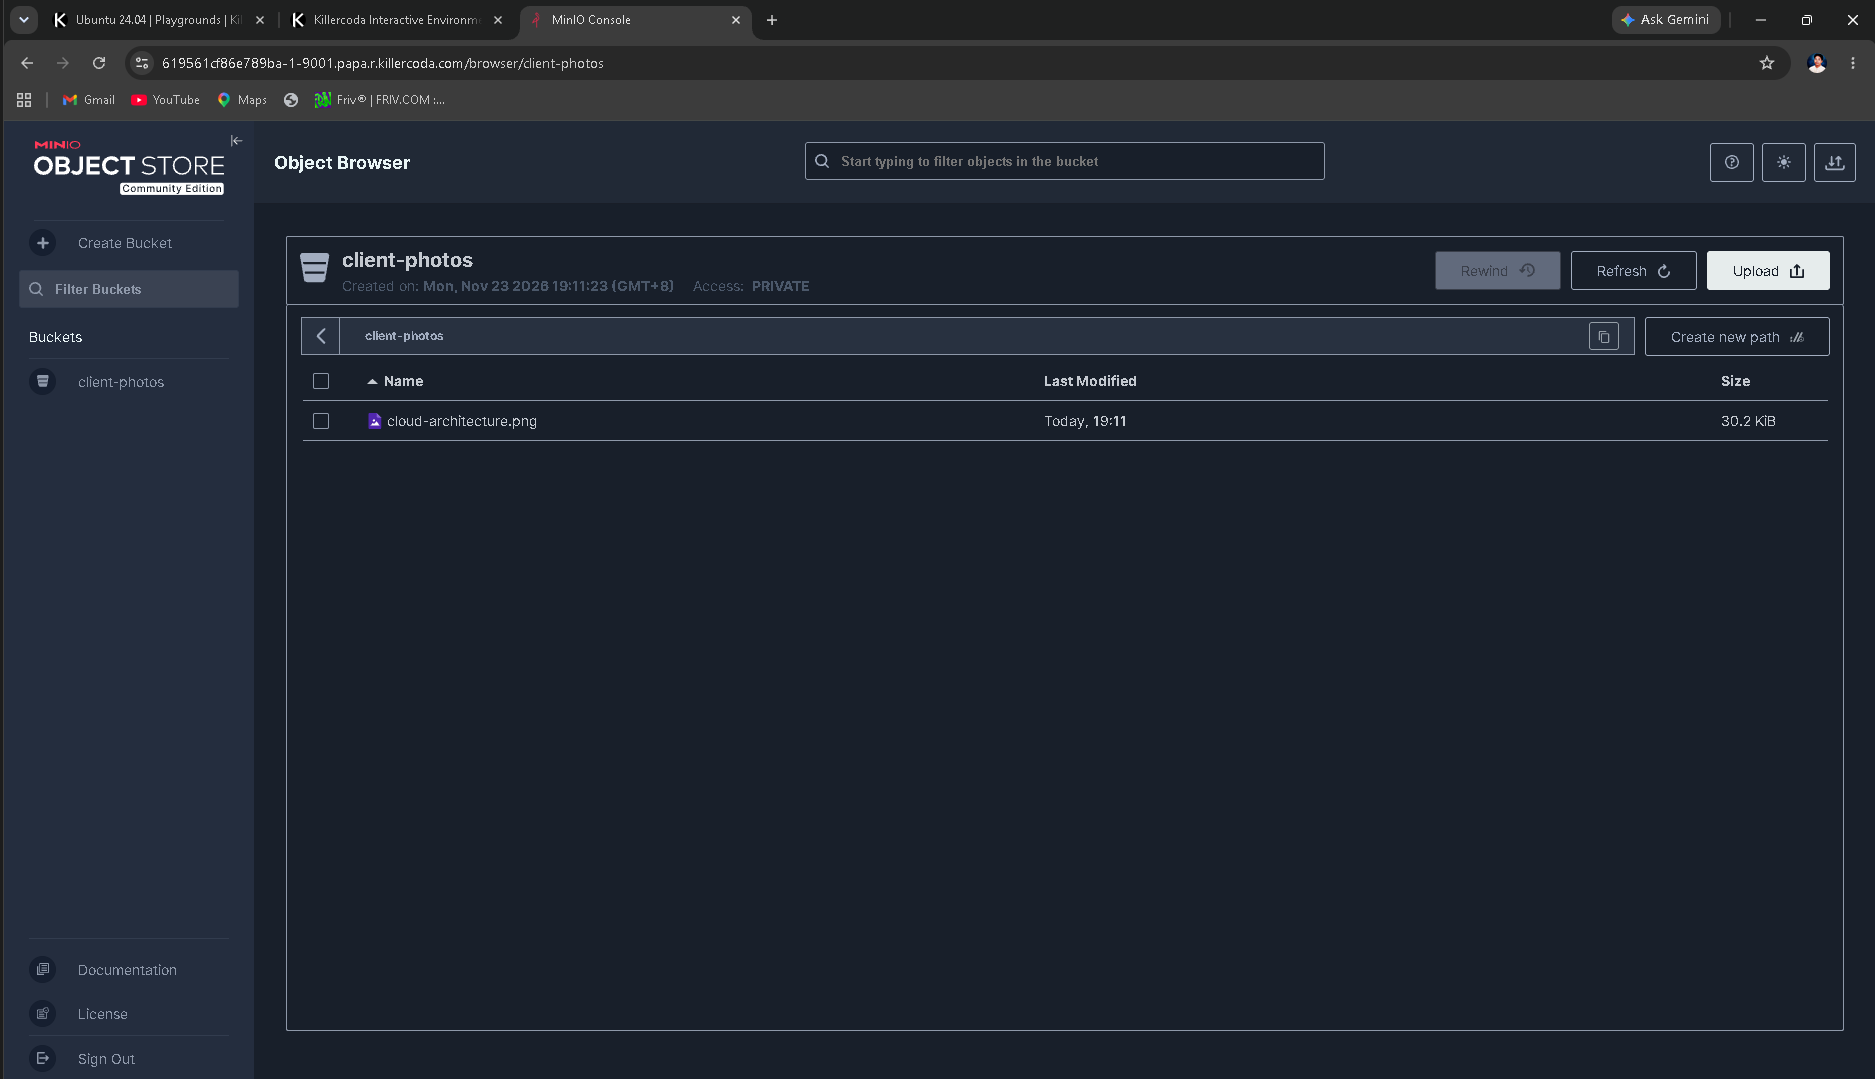 Ubuntu 24.04 | Playgrounds | Kil
Killercoda Interactive Environme
MinIO Console
Ask Gemini
619561cf86e789ba-1-9001.papa.r.killercoda.com/browser/client-photos
Gmail
YouTube
Maps
Friv® | FRIV.COM :...
MINIO
OBJECT STORE
Community Edition
Object Browser
Start typing to filter objects in the bucket
Create Bucket
Filter Buckets
Buckets
client-photos
client-photos
Created on: Mon, Nov 23 2026 19:11:23 (GMT+8) Access: PRIVATE
Rewind
Refresh
Upload
client-photos
Create new path
Name Last Modified Size
cloud-architecture.png Today, 19:11 30.2 KiB
Documentation
License
Sign Out